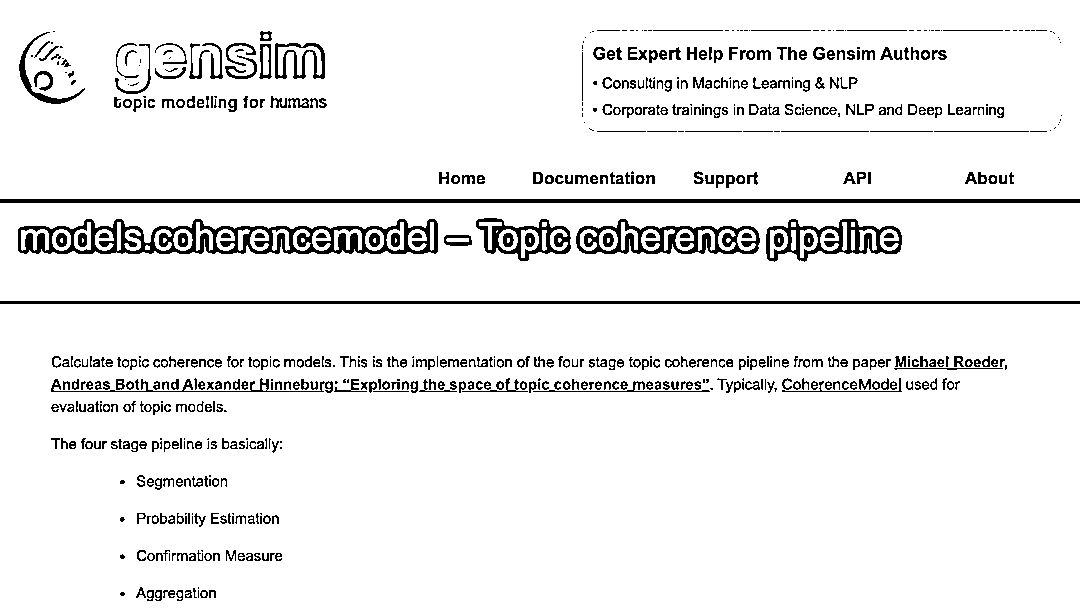 gensim
topic modelling for humans
Get Expert Help From The Gensim Authors
• Consulting in Machine Learning & NLP
• Corporate trainings in Data Science, NLP and Deep Learning
Home Documentation Support API About
models.coherencemodel – Topic coherence pipeline
Calculate topic coherence for topic models. This is the implementation of the four stage topic coherence pipeline from the paper Michael Roeder,
Andreas Both and Alexander Hinneburg: “Exploring the space of topic coherence measures”. Typically, CoherenceModel used for
evaluation of topic models.
The four stage pipeline is basically:
• Segmentation
• Probability Estimation
• Confirmation Measure
• Aggregation